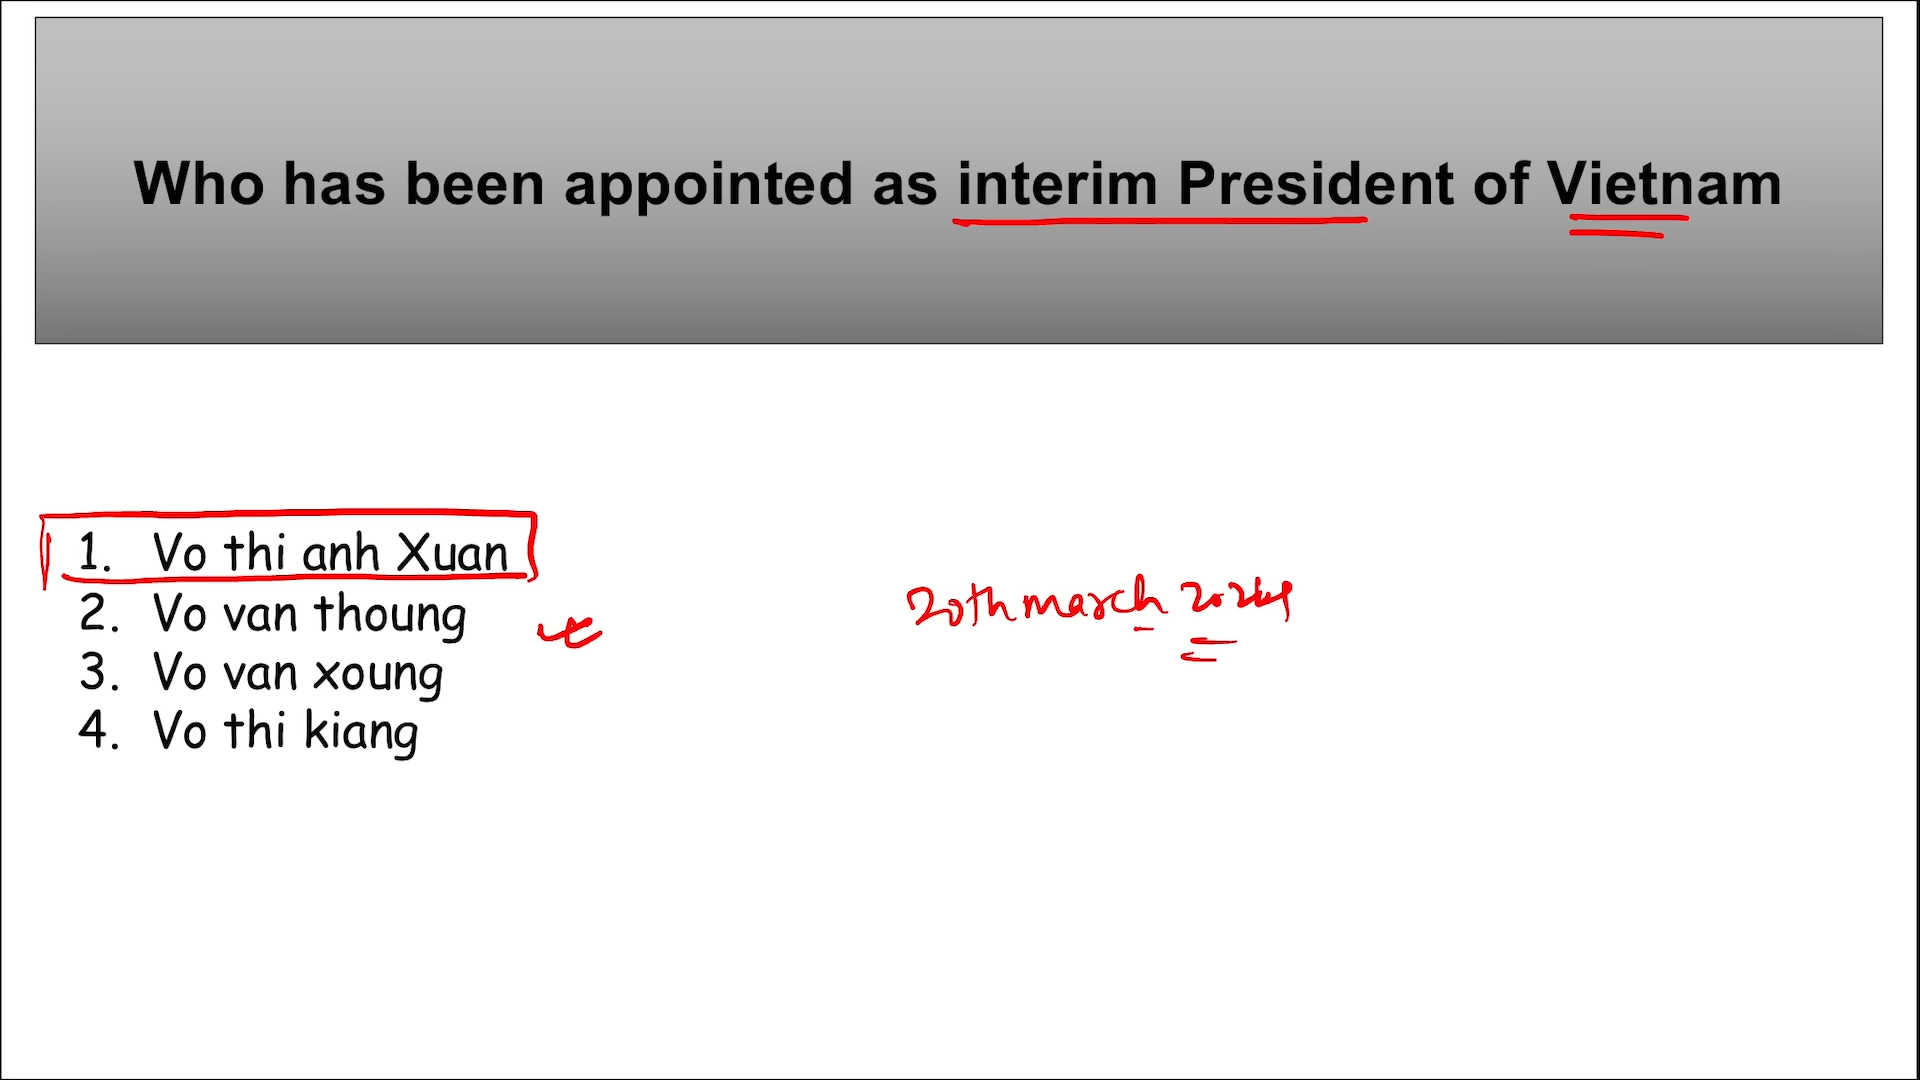 Who has been appointed as interim President of Vietnam
1. Vo thi anh Xuan
2. Vo van thoung
3. Vo van xoung
4. Vo thi kiang
20th march 2024